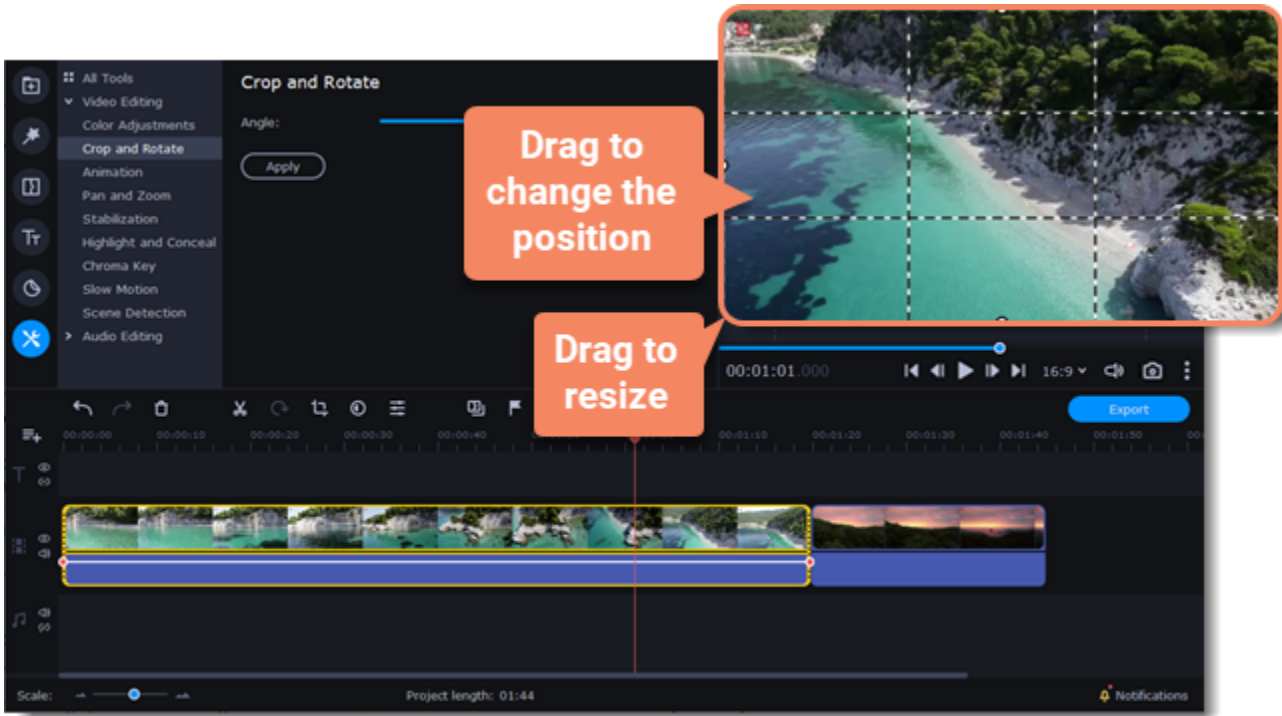 All Tools
Video Editing
Color Adjustments
Crop and Rotate
Animation
Pan and Zoom
Stabilization
Highlight and Conceal
Chroma Key
Slow Motion
Scene Detection
Audio Editing
Crop and Rotate
Angle:
Apply
Drag to
change the
position
Drag to
resize
00:01:01.000
16:9
Export
00:00:00 00:00:10 00:00:20 00:00:30 00:00:40 00:01:10 00:01:20 00:01:30 00:01:40 00:01:50
Scale:
Project length: 01:44
Notifications